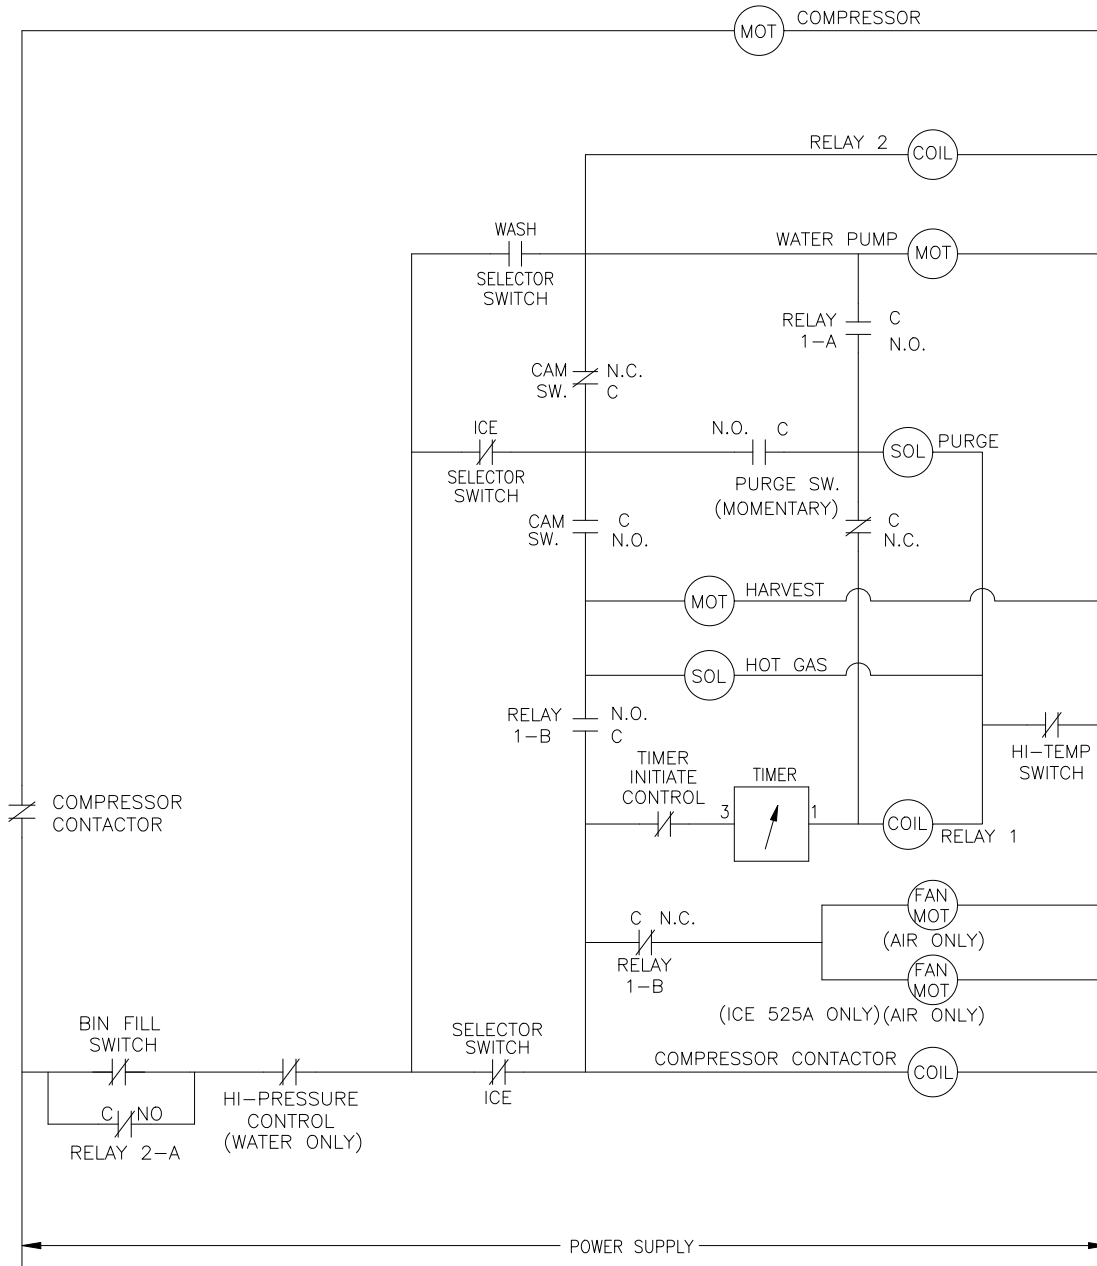 COMPRESSOR
MOT
RELAY 2
COIL
WASH
SELECTOR
SWITCH
WATER PUMP
MOT
RELAY
1-A
C
N.O.
CAM
SW.
N.C.
C
ICE
SELECTOR
SWITCH
N.O. C
PURGE SW.
(MOMENTARY)
SOL
PURGE
CAM
SW.
C
N.O.
C
N.C.
MOT
HARVEST
SOL
HOT GAS
RELAY
1-B
N.O.
C
HI-TEMP
SWITCH
TIMER
INITIATE
CONTROL
TIMER
3
1
COIL
RELAY 1
COMPRESSOR
CONTACTOR
C N.C.
RELAY
1-B
FAN
MOT
(AIR ONLY)
FAN
MOT
(ICE 525A ONLY)
(AIR ONLY)
BIN FILL
SWITCH
C NO
RELAY 2-A
HI-PRESSURE
CONTROL
(WATER ONLY)
SELECTOR
SWITCH
ICE
COMPRESSOR CONTACTOR
COIL
POWER SUPPLY